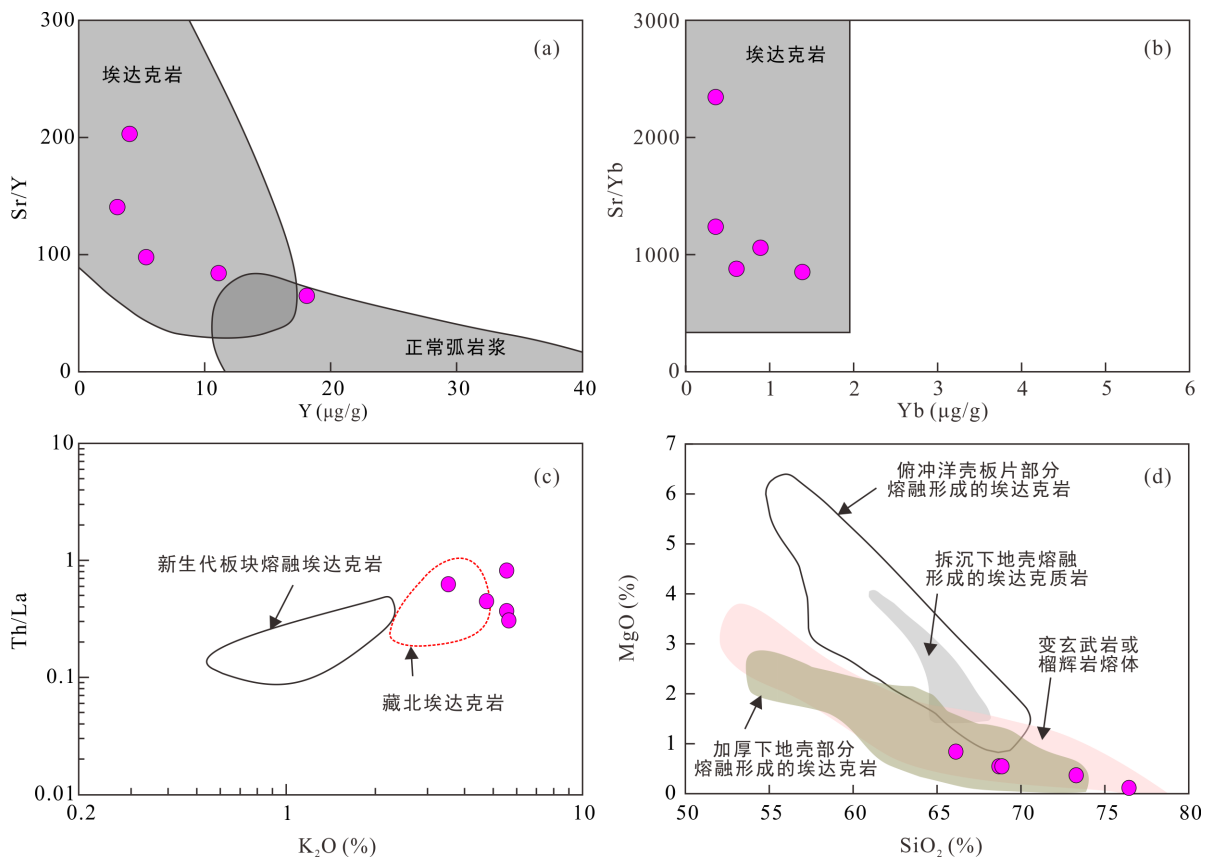 300
200
100
0
Sr/Y
(a)
埃达克岩
正常弧岩浆
0
10
20
30
40
Y (μg/g)
3000
2000
1000
0
Sr/Yb
(b)
埃达克岩
0
1
2
3
4
5
6
Yb (μg/g)
10
1
0.1
0.01
Th/La
(c)
新生代板块熔融埃达克岩
藏北埃达克岩
0.2
1
10
K₂O (%)
7
6
5
4
3
2
1
0
MgO (%)
(d)
俯冲洋壳板片部分
熔融形成的埃达克岩
拆沉下地壳熔融
形成的埃达克质岩
变玄武岩或
榴辉岩熔体
加厚下地壳部分
熔融形成的埃达克岩
50
55
60
65
70
75
80
SiO₂ (%)